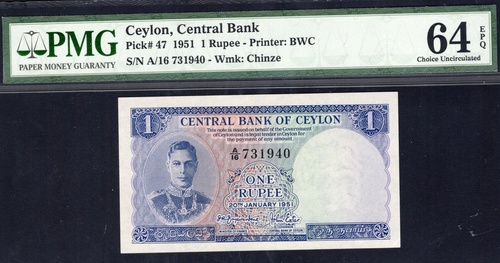 PMG
PAPER MONEY GUARANTY
Ceylon, Central Bank
Pick# 47 1951 1 Rupee - Printer: BWC
S/N A/16 731940 - Wmk: Chinze
64 EPQ
Choice Uncirculated
1 1
CENTRAL BANK OF CEYLON
This note is issued on behalf of the Government
of Ceylon and is legal tender in Ceylon for the
payment of any amount.
A/16 731940
ONE
RUPEE
20TH JANUARY 1951